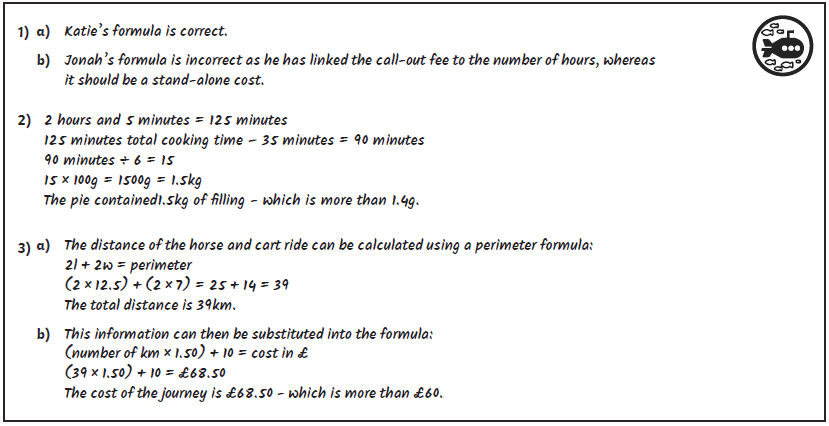 1) a) Katie's formula is correct.
b) Jonah's formula is incorrect as he has linked the call-out fee to the number of hours, whereas
it should be a stand-alone cost.
2) 2 hours and 5 minutes = 125 minutes
125 minutes total cooking time - 35 minutes = 90 minutes
90 minutes ÷ 6 = 15
15 × 100g = 1500g = 1.5kg
The pie contained1.5kg of filling - which is more than 1.4g.
3) a) The distance of the horse and cart ride can be calculated using a perimeter formula:
2l + 2w = perimeter
(2 × 12.5) + (2 × 7) = 25 + 14 = 39
The total distance is 39km.
b) This information can then be substituted into the formula:
(number of km × 1.50) + 10 = cost in £
(39 × 1.50) + 10 = £68.50
The cost of the journey is £68.50 - which is more than £60.